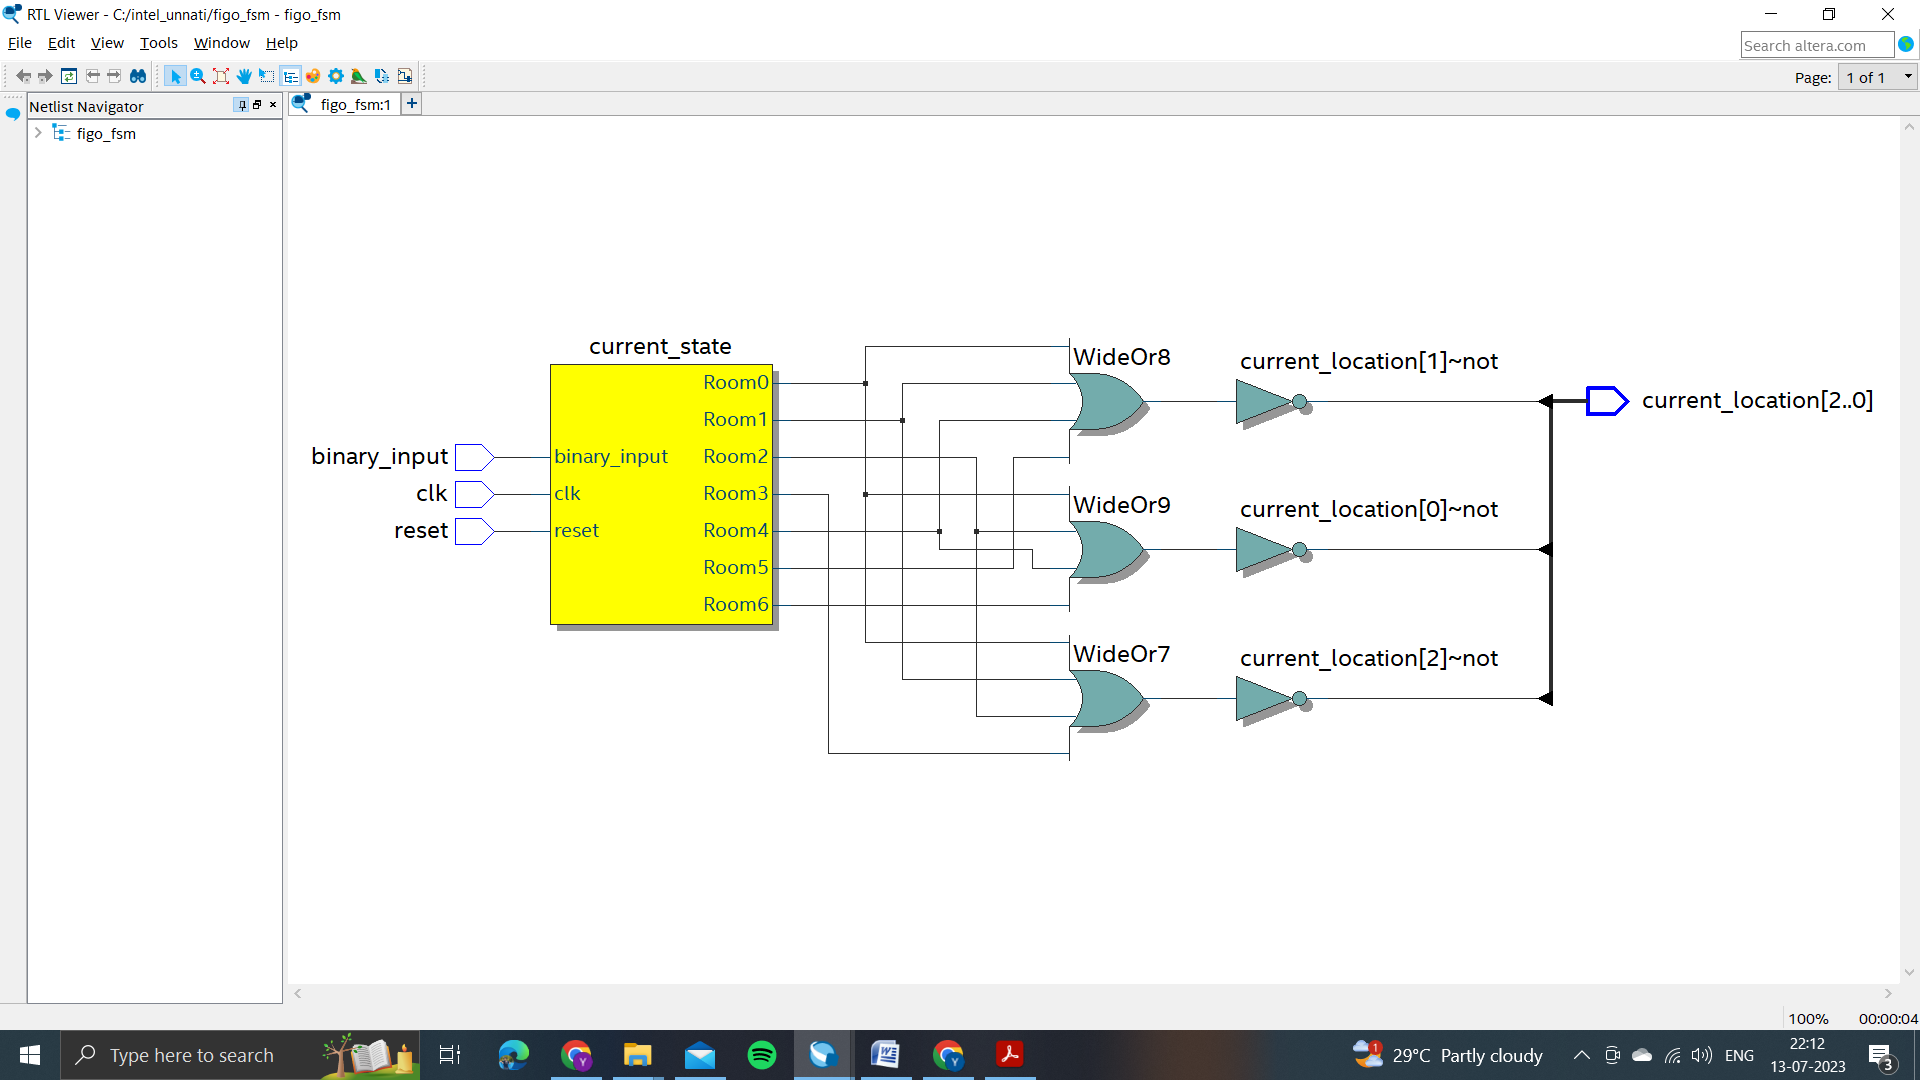 RTL Viewer - C:/intel_unnati/figo_fsm - figo_fsm
File Edit View Tools Window Help
Search altera.com
Page: 1 of 1
Netlist Navigator
figo_fsm:1
figo_fsm
current_state
Room0
Room1
binary_input
binary_input
Room2
clk
clk
Room3
reset
reset
Room4
Room5
Room6
WideOr8
current_location[1]~not
current_location[2..0]
WideOr9
current_location[0]~not
WideOr7
current_location[2]~not
100% 00:00:04
Type here to search
1
29°C Partly cloudy
ENG
22:12
13-07-2023
3